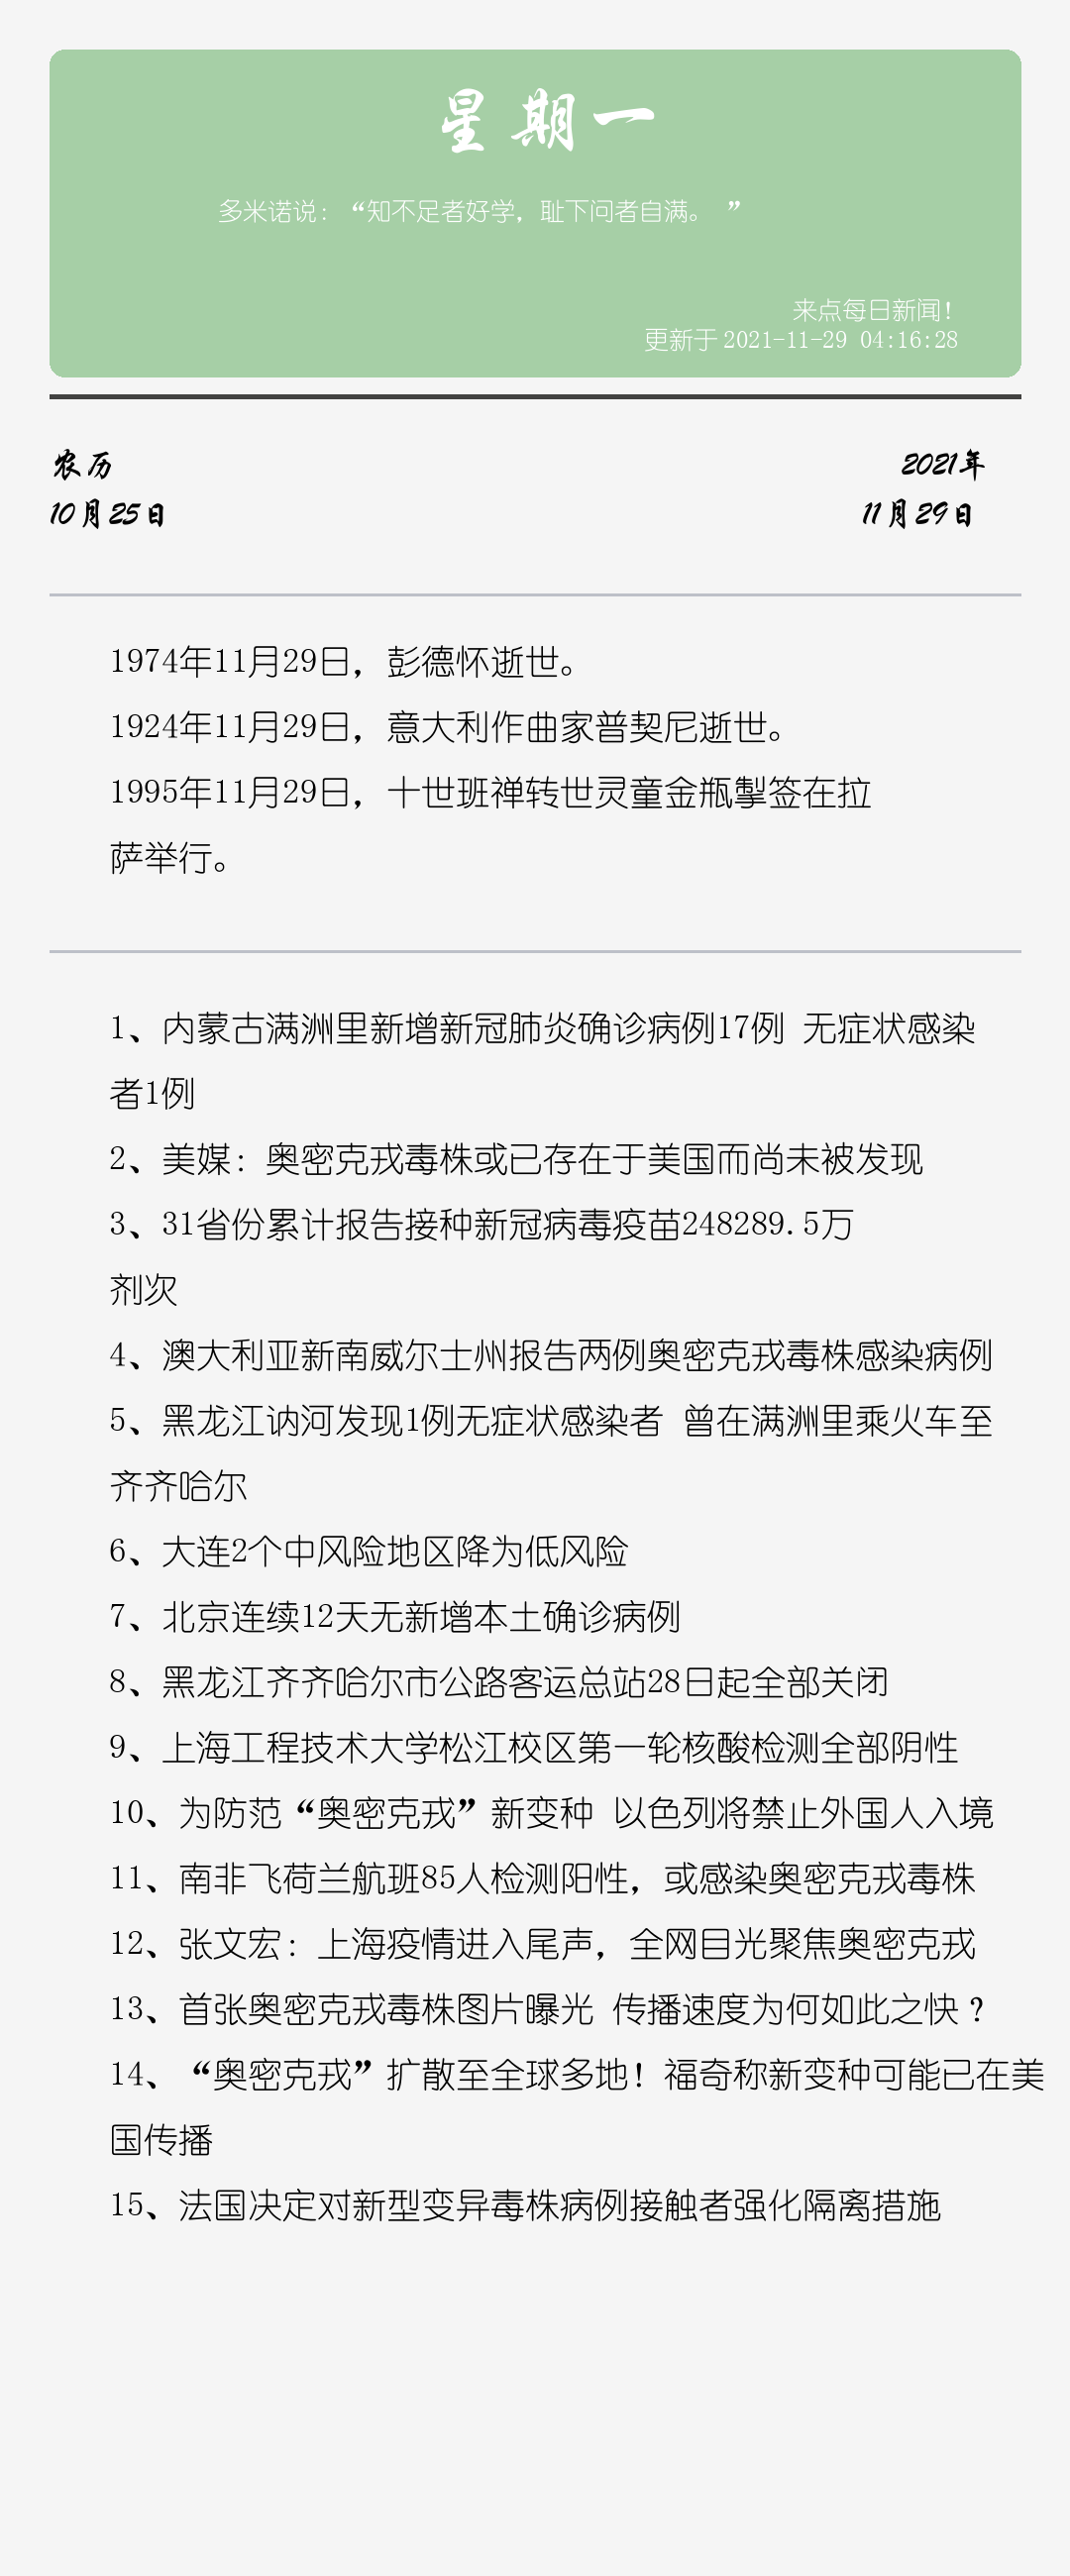 星期一
多米诺说：“知不足者好学，耻下问者自满。 ”
来点每日新闻！
更新于 2021-11-29 04:16:28
农历
2021年
10月25日
11月29日
1974年11月29日，彭德怀逝世。
1924年11月29日，意大利作曲家普契尼逝世。
1995年11月29日，十世班禅转世灵童金瓶掣签在拉
萨举行。
1、内蒙古满洲里新增新冠肺炎确诊病例17例 无症状感染
者1例
2、美媒：奥密克戎毒株或已存在于美国而尚未被发现
3、31省份累计报告接种新冠病毒疫苗248289.5万
剂次
4、澳大利亚新南威尔士州报告两例奥密克戎毒株感染病例
5、黑龙江讷河发现1例无症状感染者 曾在满洲里乘火车至
齐齐哈尔
6、大连2个中风险地区降为低风险
7、北京连续12天无新增本土确诊病例
8、黑龙江齐齐哈尔市公路客运总站28日起全部关闭
9、上海工程技术大学松江校区第一轮核酸检测全部阴性
10、为防范“奥密克戎”新变种 以色列将禁止外国人入境
11、南非飞荷兰航班85人检测阳性，或感染奥密克戎毒株
12、张文宏：上海疫情进入尾声，全网目光聚焦奥密克戎
13、首张奥密克戎毒株图片曝光 传播速度为何如此之快？
14、“奥密克戎”扩散至全球多地！福奇称新变种可能已在美
国传播
15、法国决定对新型变异毒株病例接触者强化隔离措施